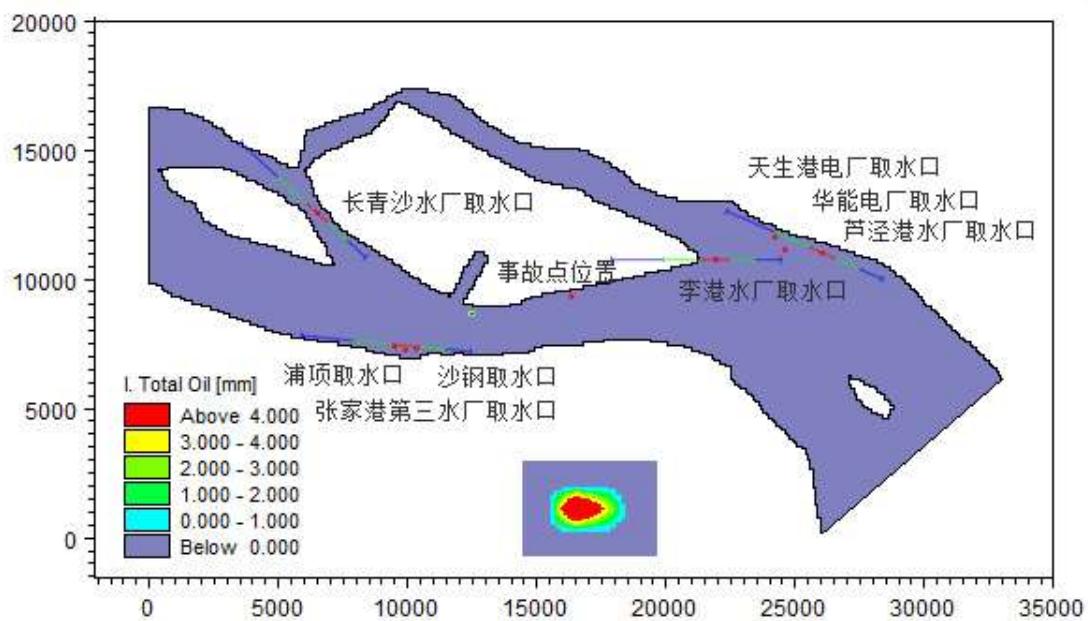 20000
15000
10000
5000
0
天生港电厂取水口
华能电厂取水口
芦泾港水厂取水口
长青沙水厂取水口
事故点位置
李港水厂取水口
浦项取水口
沙钢取水口
张家港第三水厂取水口
I. Total Oil [mm]
Above 4.000
3.000 - 4.000
2.000 - 3.000
1.000 - 2.000
0.000 - 1.000
Below 0.000
0 5000 10000 15000 20000 25000 30000 35000